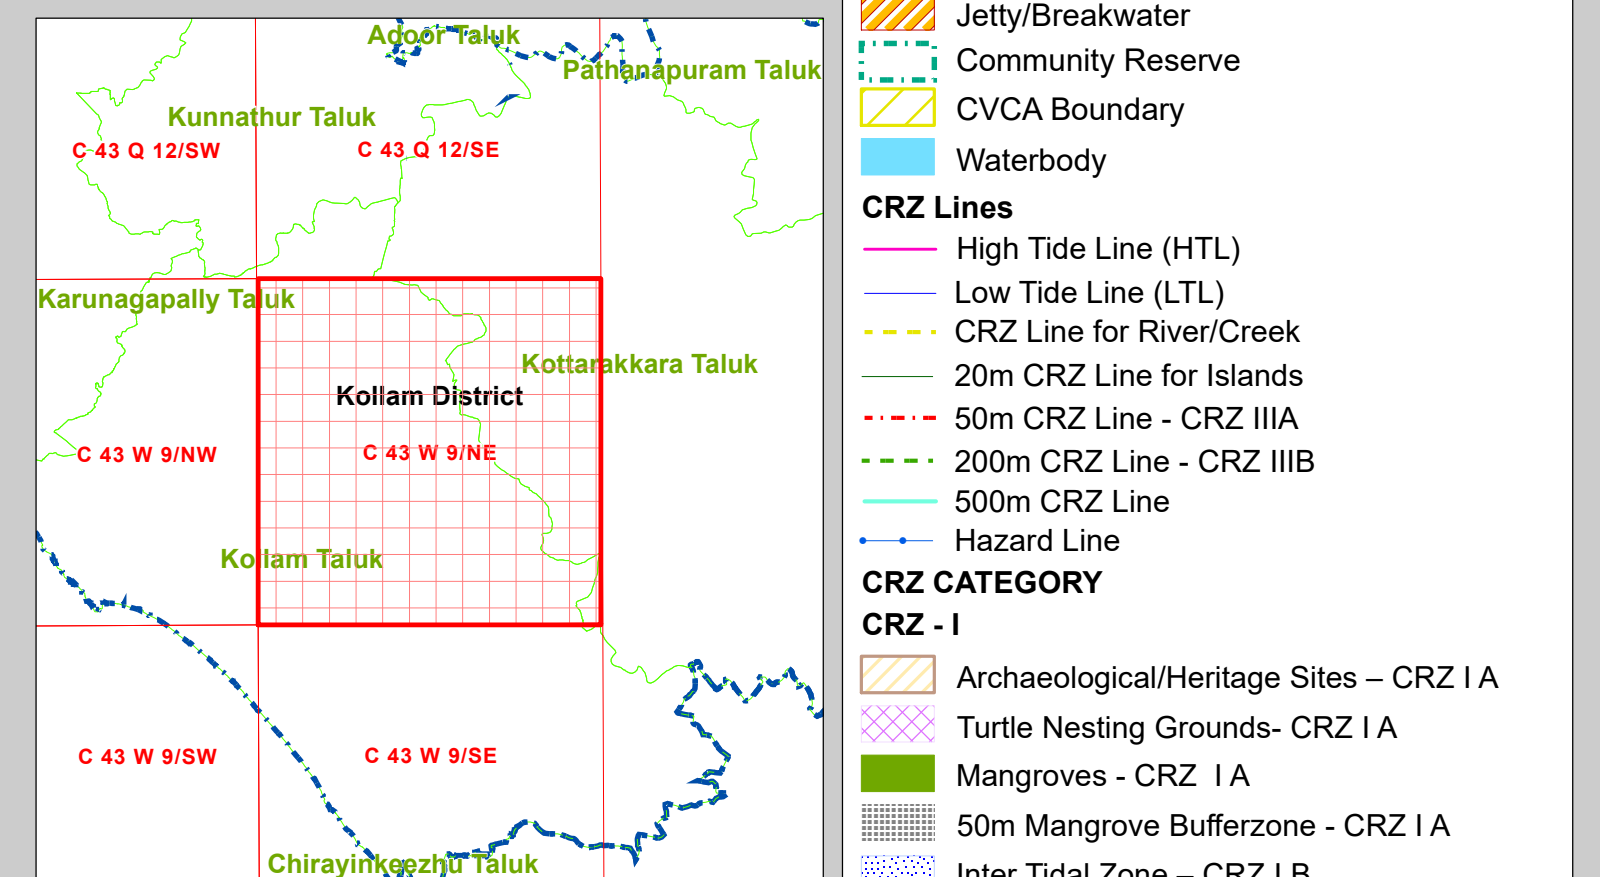 Adoor Taluk
Pathanapuram Taluk
Kunnathur Taluk
C 43 Q 12/SW
C 43 Q 12/SE
Karunagapally Taluk
Kottarakkara Taluk
Kollam District
C 43 W 9/NW
C 43 W 9/NE
Kollam Taluk
C 43 W 9/SW
C 43 W 9/SE
Chirayinkeezhu Taluk
Jetty/Breakwater
Community Reserve
CVCA Boundary
Waterbody
CRZ Lines
High Tide Line (HTL)
Low Tide Line (LTL)
CRZ Line for River/Creek
20m CRZ Line for Islands
50m CRZ Line - CRZ IIIA
200m CRZ Line - CRZ IIIB
500m CRZ Line
Hazard Line
CRZ CATEGORY
CRZ - I
Archaeological/Heritage Sites – CRZ I A
Turtle Nesting Grounds- CRZ I A
Mangroves - CRZ I A
50m Mangrove Bufferzone - CRZ I A
Inter Tidal Zone – CRZ I B